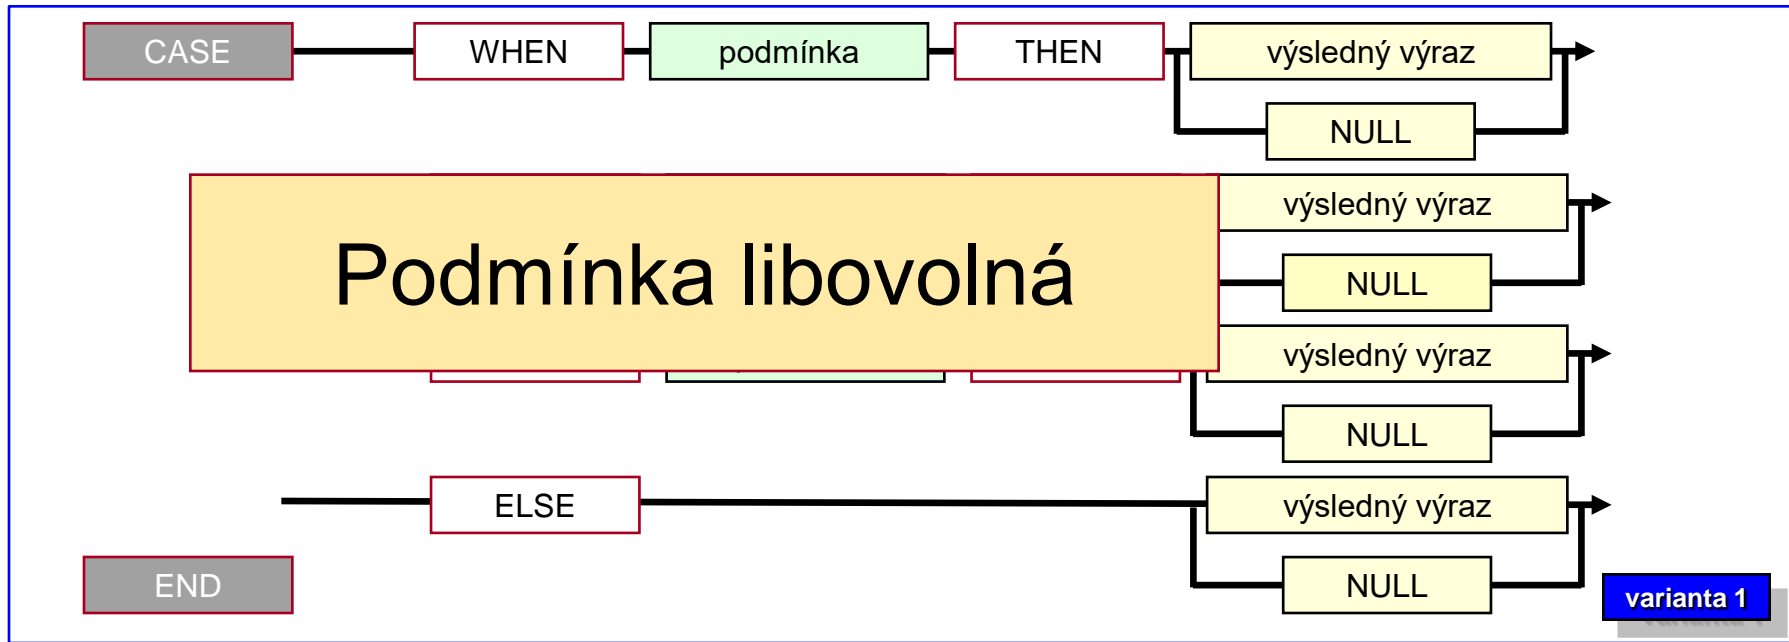 CASE WHEN podmínka THEN výsledný výraz
NULL
výsledný výraz
Podmínka libovolná
NULL
výsledný výraz
NULL
ELSE výsledný výraz
END NULL
varianta 1